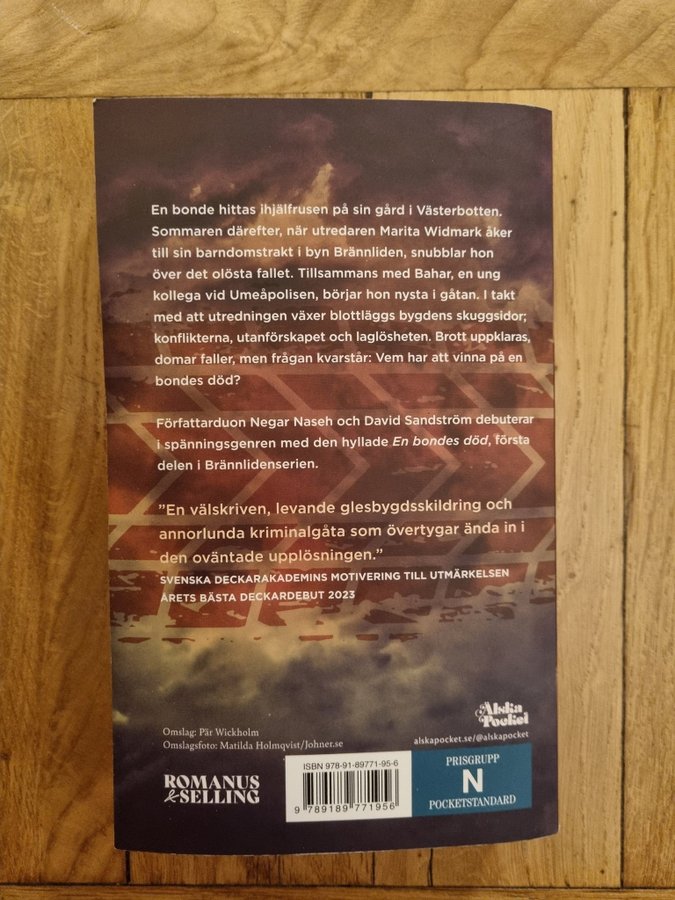 En bonde hittas ihjälfrusen på sin gård i Västerbotten.
Sommaren därefter, när utredaren Marita Widmark åker
till sin barndomstrakt i byn Brännliden, snubblar hon
över det olösta fallet. Tillsammans med Bahar, en ung
kollega vid Umeåpolisen, börjar hon nysta i gåtan. I takt
med att utredningen växer blottläggs bygdens skuggsidor;
konflikterna, utanförskapet och laglösheten. Brott uppklaras,
domar faller, men frågan kvarstår: Vem har att vinna på en
bondes död?
Författarduon Negar Naseh och David Sandström debuterar
i spänningsgenren med den hyllade En bondes död, första
delen i Brännlidenserien.
”En välskriven, levande glesbygdsskildring och
annorlunda kriminalgåta som övertygar ända in i
den oväntade upplösningen.”
SVENSKA DECKARAKADEMINS MOTIVERING TILL UTMÄRKELSEN
ÅRETS BÄSTA DECKARDEBUT 2023
Älska
Pocket
alskapocket.se/@alskapocket
Omslag: Pär Wickholm
Omslagsfoto: Matilda Holmqvist/Johner.se
ROMANUS
& SELLING
ISBN 978-91-89771-95-6
9 789189 771956
PRISGRUPP
N
POCKETSTANDARD